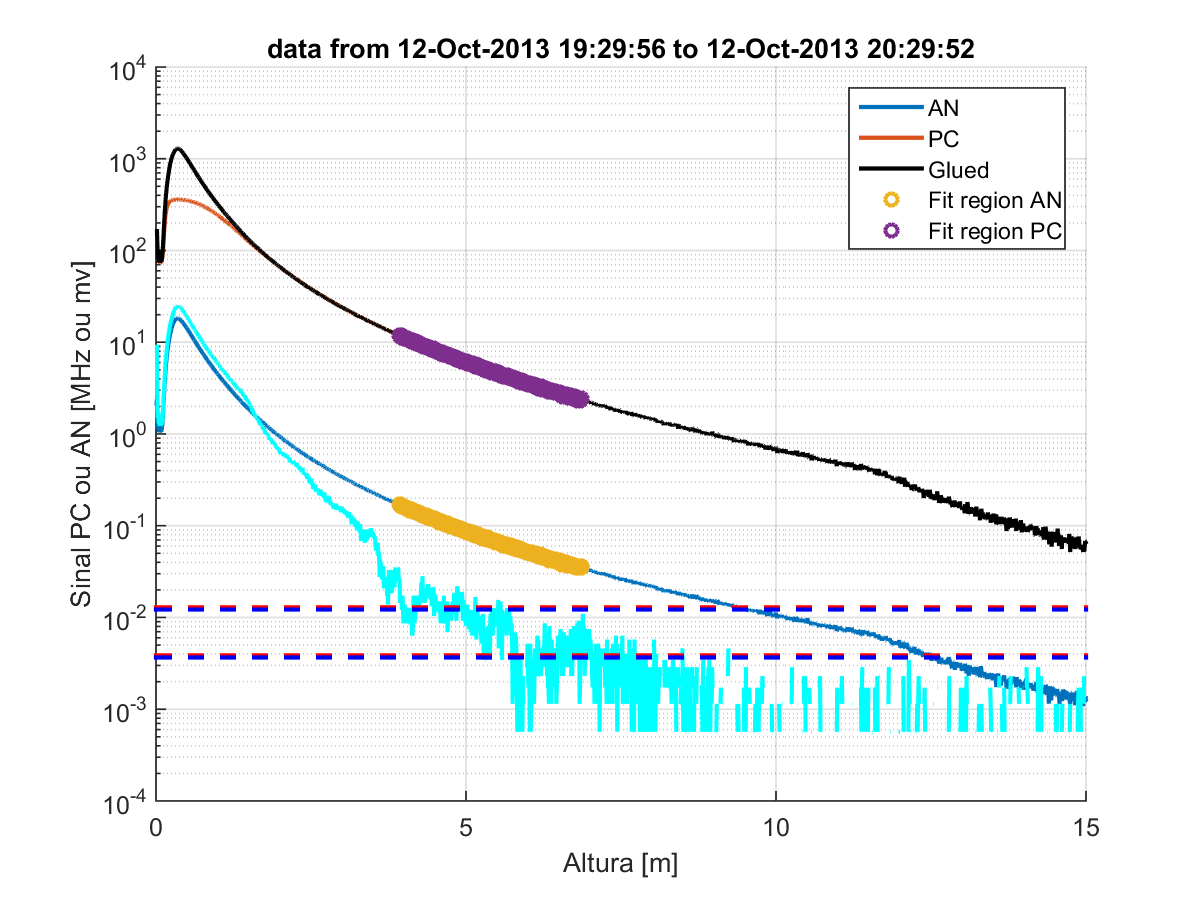 data from 12-Oct-2013 19:29:56 to 12-Oct-2013 20:29:52
10^4
10^3
10^2
10^1
10^0
10^-1
10^-2
10^-3
10^-4
Sinal PC ou AN [MHz ou mv]
AN
PC
Glued
Fit region AN
Fit region PC
0
5
10
15
Altura [m]